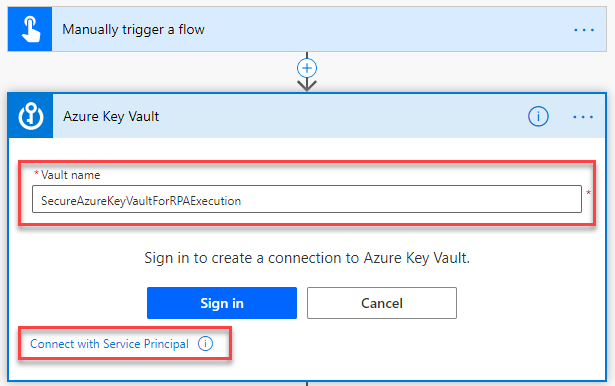 Manually trigger a flow
Azure Key Vault
* Vault name
SecureAzureKeyVaultForRPAExecution
*
Sign in to create a connection to Azure Key Vault.
Sign in Cancel
Connect with Service Principal